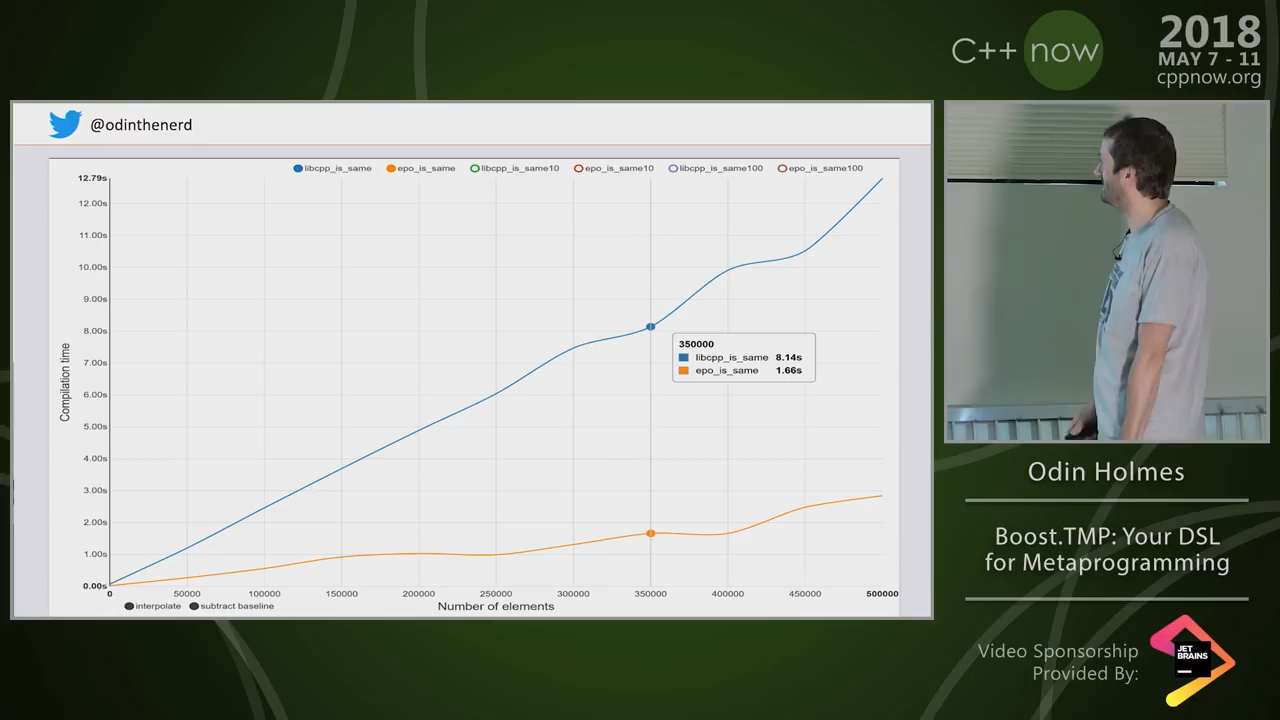 C++ now
2018
MAY 7 - 11
cppnow.org
@odinthenerd
libcpp_is_same epo_is_same libcpp_is_same10 epo_is_same10 libcpp_is_same100 epo_is_same100
12.79s
12.00s
11.00s
10.00s
9.00s
8.00s
7.00s
6.00s
5.00s
4.00s
3.00s
2.00s
1.00s
0.00s
Compilation time
350000
libcpp_is_same 8.14s
epo_is_same 1.66s
0 50000 100000 150000 200000 250000 300000 350000 400000 450000 500000
interpolate subtract baseline
Number of elements
Odin Holmes
Boost.TMP: Your DSL
for Metaprogramming
Video Sponsorship
Provided By:
JET
BRAINS